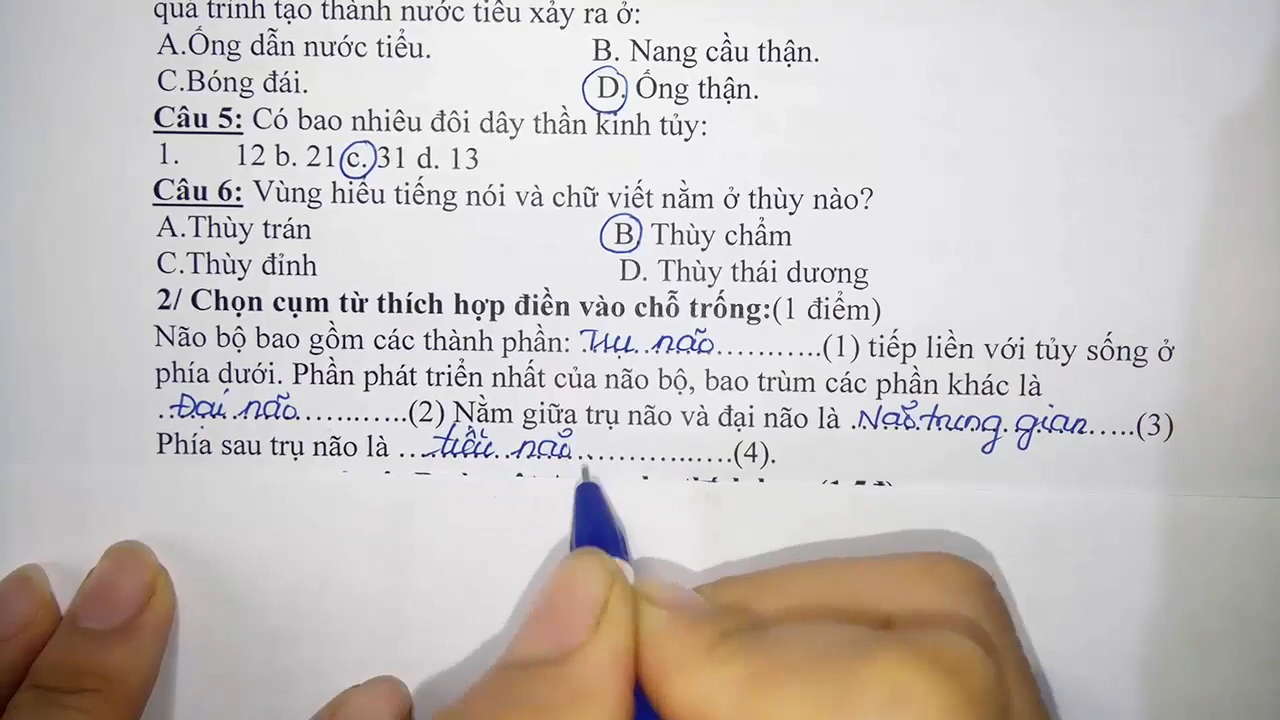 quá trình tạo thành nước tiểu xảy ra ở:
A.Ống dẫn nước tiểu. B. Nang cầu thận.
C.Bóng đái. D. Ống thận.
Câu 5: Có bao nhiêu đôi dây thần kinh tủy:
1. 12 b. 21 c. 31 d. 13
Câu 6: Vùng hiểu tiếng nói và chữ viết nằm ở thùy nào?
A.Thùy trán B. Thùy chẩm
C.Thùy đỉnh D. Thùy thái dương
2/ Chọn cụm từ thích hợp điền vào chỗ trống:(1 điểm)
Não bộ bao gồm các thành phần: Trụ não............(1) tiếp liền với tủy sống ở
phía dưới. Phần phát triển nhất của não bộ, bao trùm các phần khác là
.Đại não.............(2) Nằm giữa trụ não và đại não là .Não trung gian.....(3)
Phía sau trụ não là ...tiểu não.................(4).